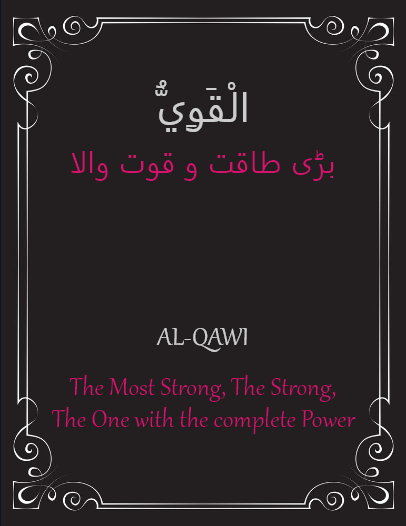 الْقَوِيُّ
بڑی طاقت و قوت والا
AL-QAWI
The Most Strong, The Strong,
The One with the complete Power